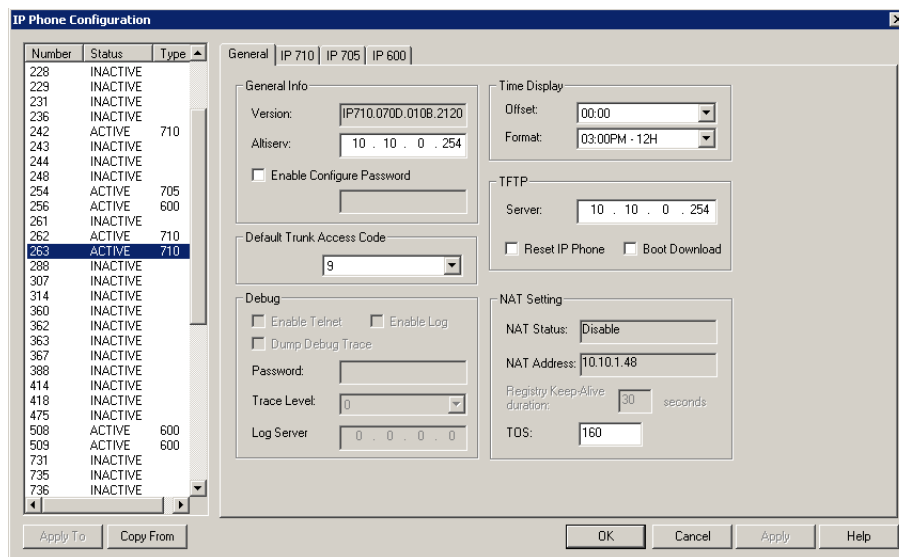 IP Phone Configuration
Number Status Type
228 INACTIVE
229 INACTIVE
231 INACTIVE
236 INACTIVE
242 ACTIVE 710
243 INACTIVE
244 INACTIVE
248 INACTIVE
254 ACTIVE 705
256 ACTIVE 600
261 INACTIVE
262 ACTIVE 710
263 ACTIVE 710
288 INACTIVE
307 INACTIVE
314 INACTIVE
360 INACTIVE
362 INACTIVE
363 INACTIVE
367 INACTIVE
388 INACTIVE
414 INACTIVE
418 INACTIVE
475 INACTIVE
508 ACTIVE 600
509 ACTIVE 600
731 INACTIVE
735 INACTIVE
736 INACTIVE
Apply To Copy From
General IP 710 IP 705 IP 600
General Info
Version: IP710.070D.010B.2120
Altiserv: 10 . 10 . 0 . 254
Enable Configure Password
Default Trunk Access Code
9
Debug
Enable Telnet Enable Log
Dump Debug Trace
Password:
Trace Level: 0
Log Server 0 . 0 . 0 . 0
Time Display
Offset: 00:00
Format: 03:00PM - 12H
TFTP
Server: 10 . 10 . 0 . 254
Reset IP Phone Boot Download
NAT Setting
NAT Status: Disable
NAT Address: 10.10.1.48
Registry Keep-Alive
duration: 30 seconds
TOS: 160
OK Cancel Apply Help